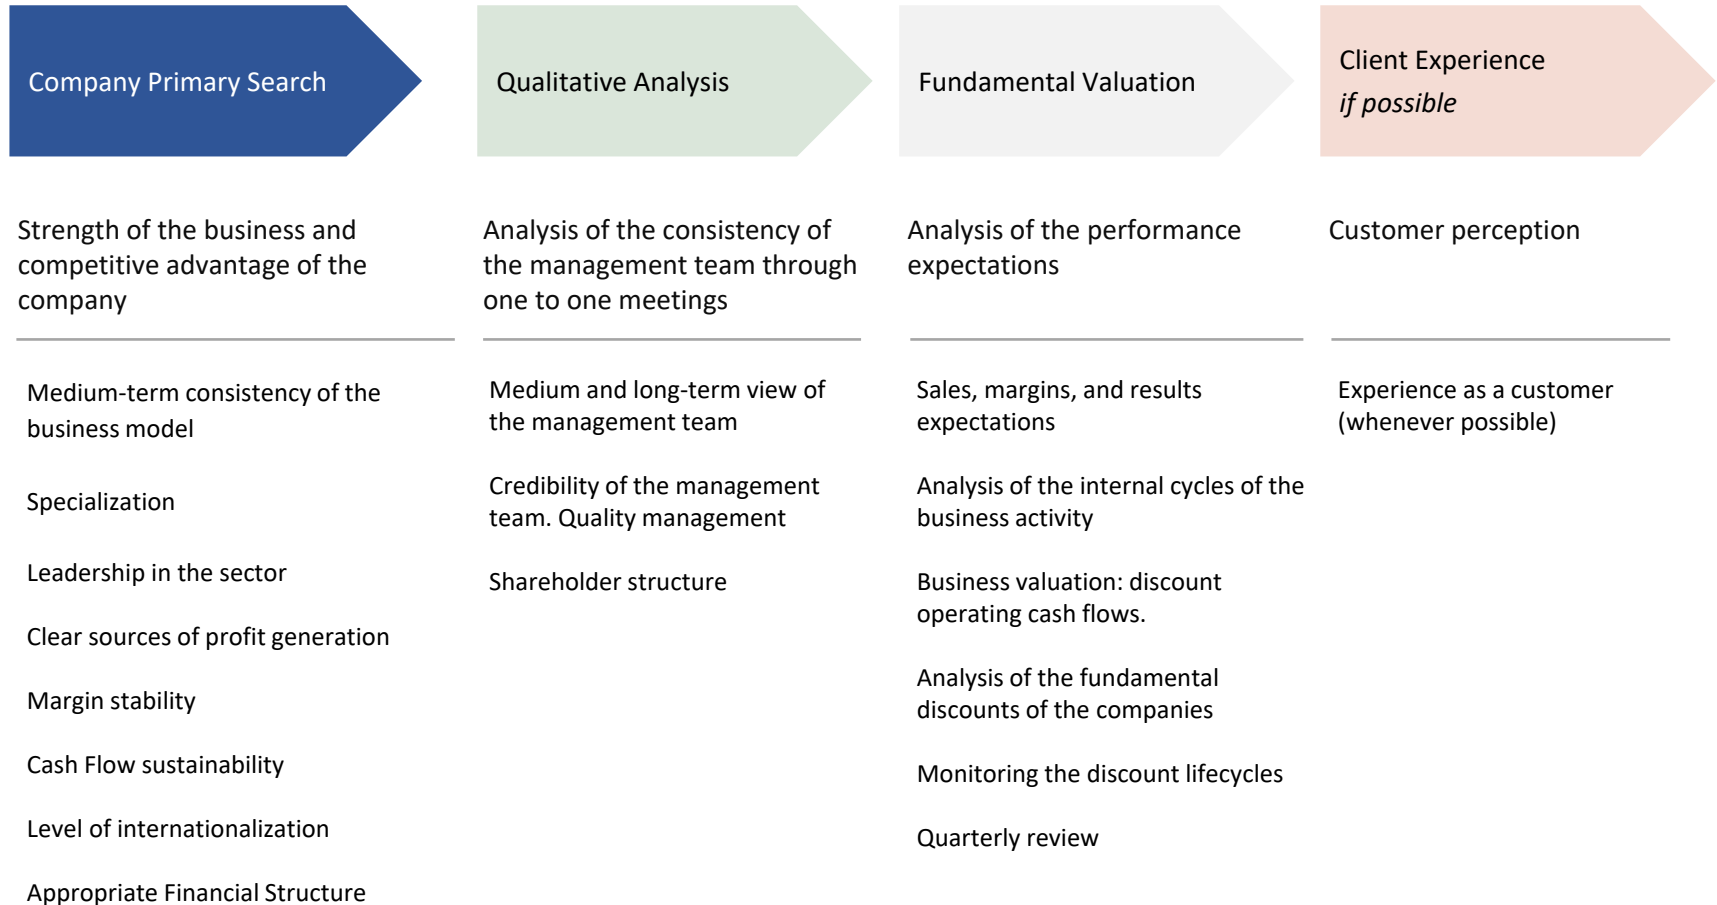 Company Primary Search
Qualitative Analysis
Fundamental Valuation
Client Experience
if possible
Strength of the business and
competitive advantage of the
company
Analysis of the consistency of
the management team through
one to one meetings
Analysis of the performance
expectations
Customer perception
Medium-term consistency of the
business model
Specialization
Leadership in the sector
Clear sources of profit generation
Margin stability
Cash Flow sustainability
Level of internationalization
Appropriate Financial Structure
Medium and long-term view of
the management team
Credibility of the management
team. Quality management
Shareholder structure
Sales, margins, and results
expectations
Analysis of the internal cycles of the
business activity
Business valuation: discount
operating cash flows.
Analysis of the fundamental
discounts of the companies
Monitoring the discount lifecycles
Quarterly review
Experience as a customer
(whenever possible)